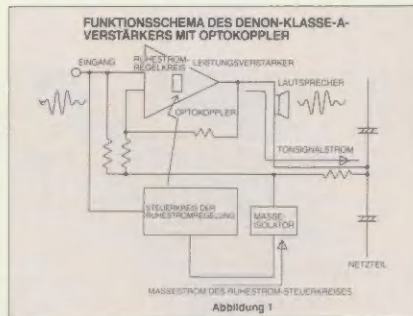 FUNKTIONSSCHEMA DES DENON-KLASSE-A-
VERSTÄRKERS MIT OPTOKOPPLER
RUHESTROM-
REGELKREIS
LEISTUNGSVERSTÄRKER
EINGANG
LAUTSPRECHER
OPTOKOPPLER
TONSIGNALSTROM
STEUERKREIS DER
RUHESTROMREGELUNG
MASSE-
ISOLATOR
NETZTEIL
MASSESTROM DES RUHESTROM-STEUERKREISES
Abbildung 1